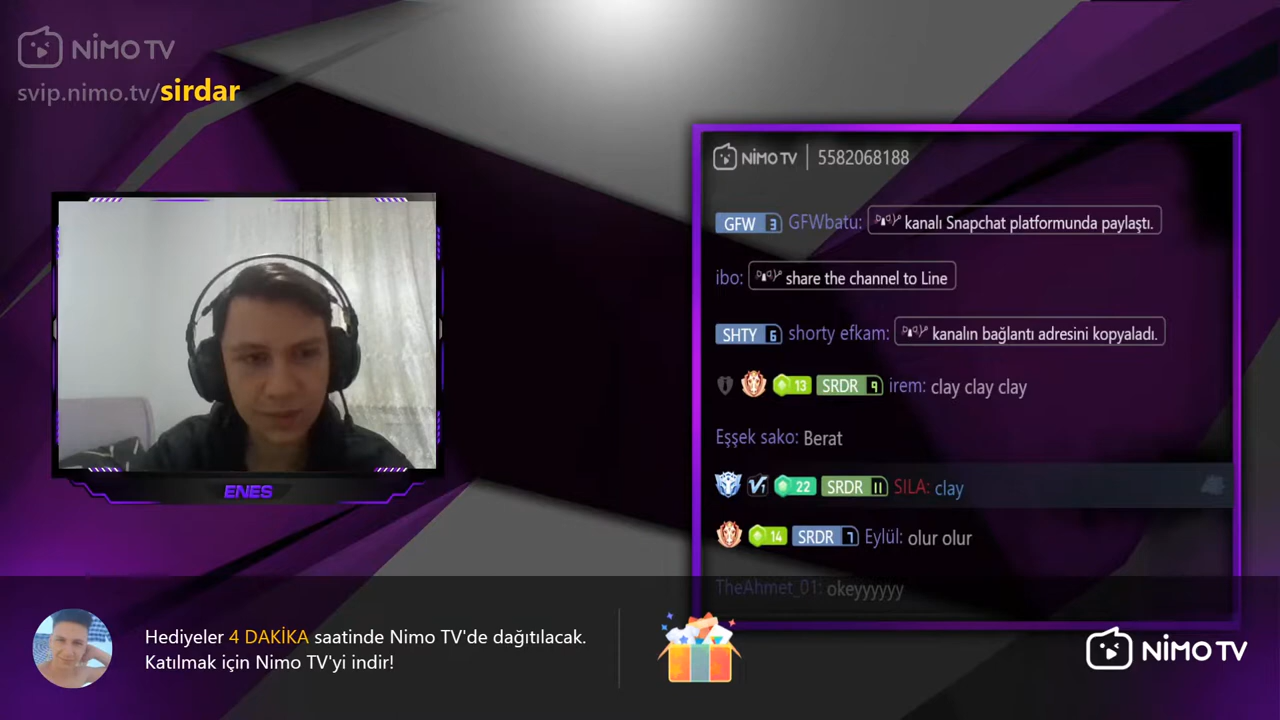 NiMO TV
svip.nimo.tv/sirdar
NiMO TV | 5582068188
GFW 3 GFWbatu: kanalı Snapchat platformunda paylaştı.
ibo: share the channel to Line
SHTY 6 shorty efkam: kanalın bağlantı adresini kopyaladı.
13 SRDR 9 irem: clay clay clay
Eşşek sako: Berat
V1 22 SRDR 11 SILA: clay
14 SRDR 7 Eylül: olur olur
TheAhmet_01: okeyyyyyy
ENES
Hediyeler 4 DAKİKA saatinde Nimo TV'de dağıtılacak.
Katılmak için Nimo TV'yi indir!
NiMO TV